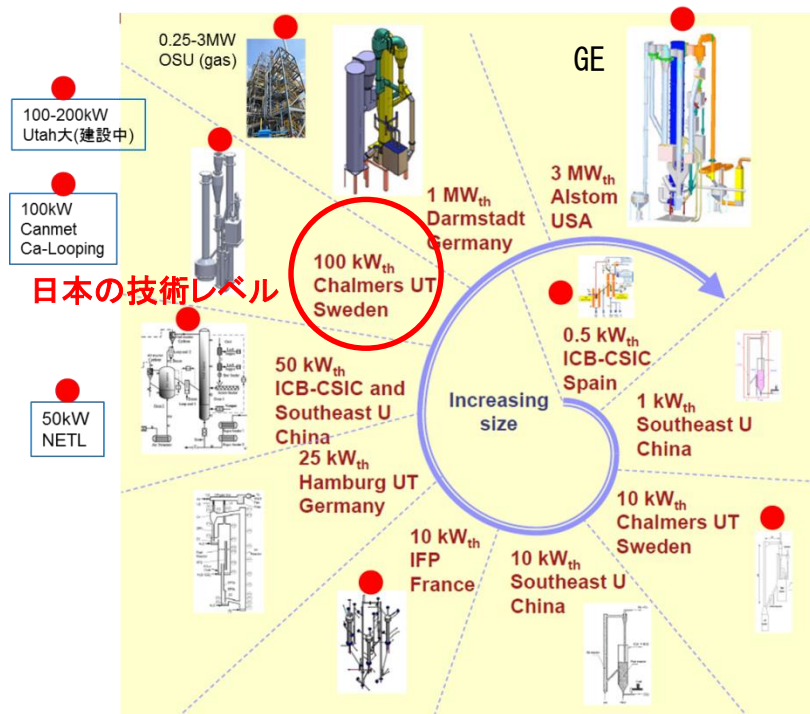 0.25-3MW
OSU (gas)
GE
100-200kW
Utah大(建設中)
100kW
Canmet
Ca-Looping
日本の技術レベル
50kW
NETL
1 MWth
Darmstadt
Germany
3 MWth
Alstom
USA
100 kWth
Chalmers UT
Sweden
0.5 kWth
ICB-CSIC
Spain
50 kWth
ICB-CSIC and
Southeast U
China
Increasing
size
1 kWth
Southeast U
China
25 kWth
Hamburg UT
Germany
10 kWth
Chalmers UT
Sweden
10 kWth
IFP
France
10 kWth
Southeast U
China